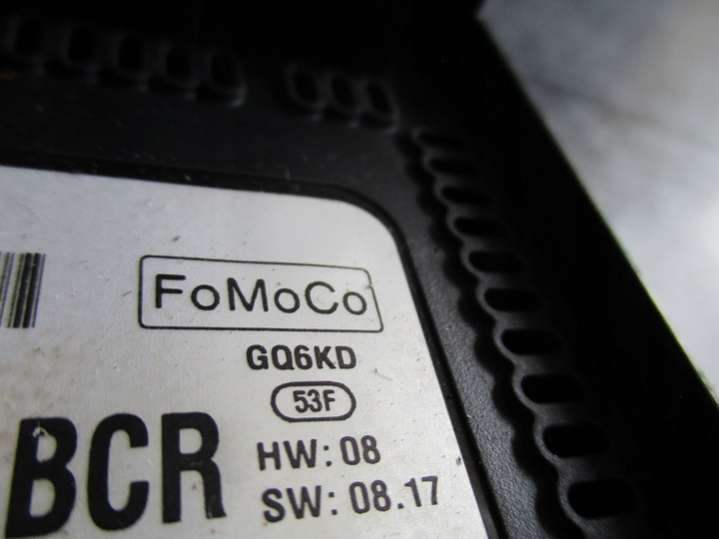 FoMoCo
GQ6KD
53F
BCR
HW: 08
SW: 08.17